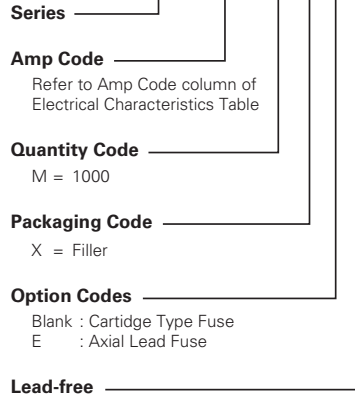 Series
Amp Code
Refer to Amp Code column of
Electrical Characteristics Table
Quantity Code
M = 1000
Packaging Code
X = Filler
Option Codes
Blank : Cartidge Type Fuse
E : Axial Lead Fuse
Lead-free